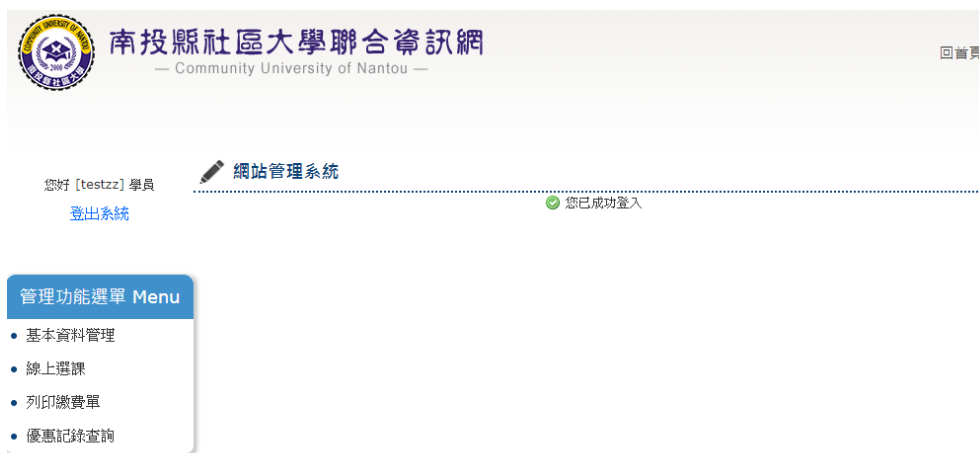 南投縣社區大學聯合資訊網
— Community University of Nantou —
回首頁
您好 [testzz] 學員
登出系統
網站管理系統
您已成功登入
管理功能選單 Menu
基本資料管理
線上選課
列印繳費單
優惠記錄查詢